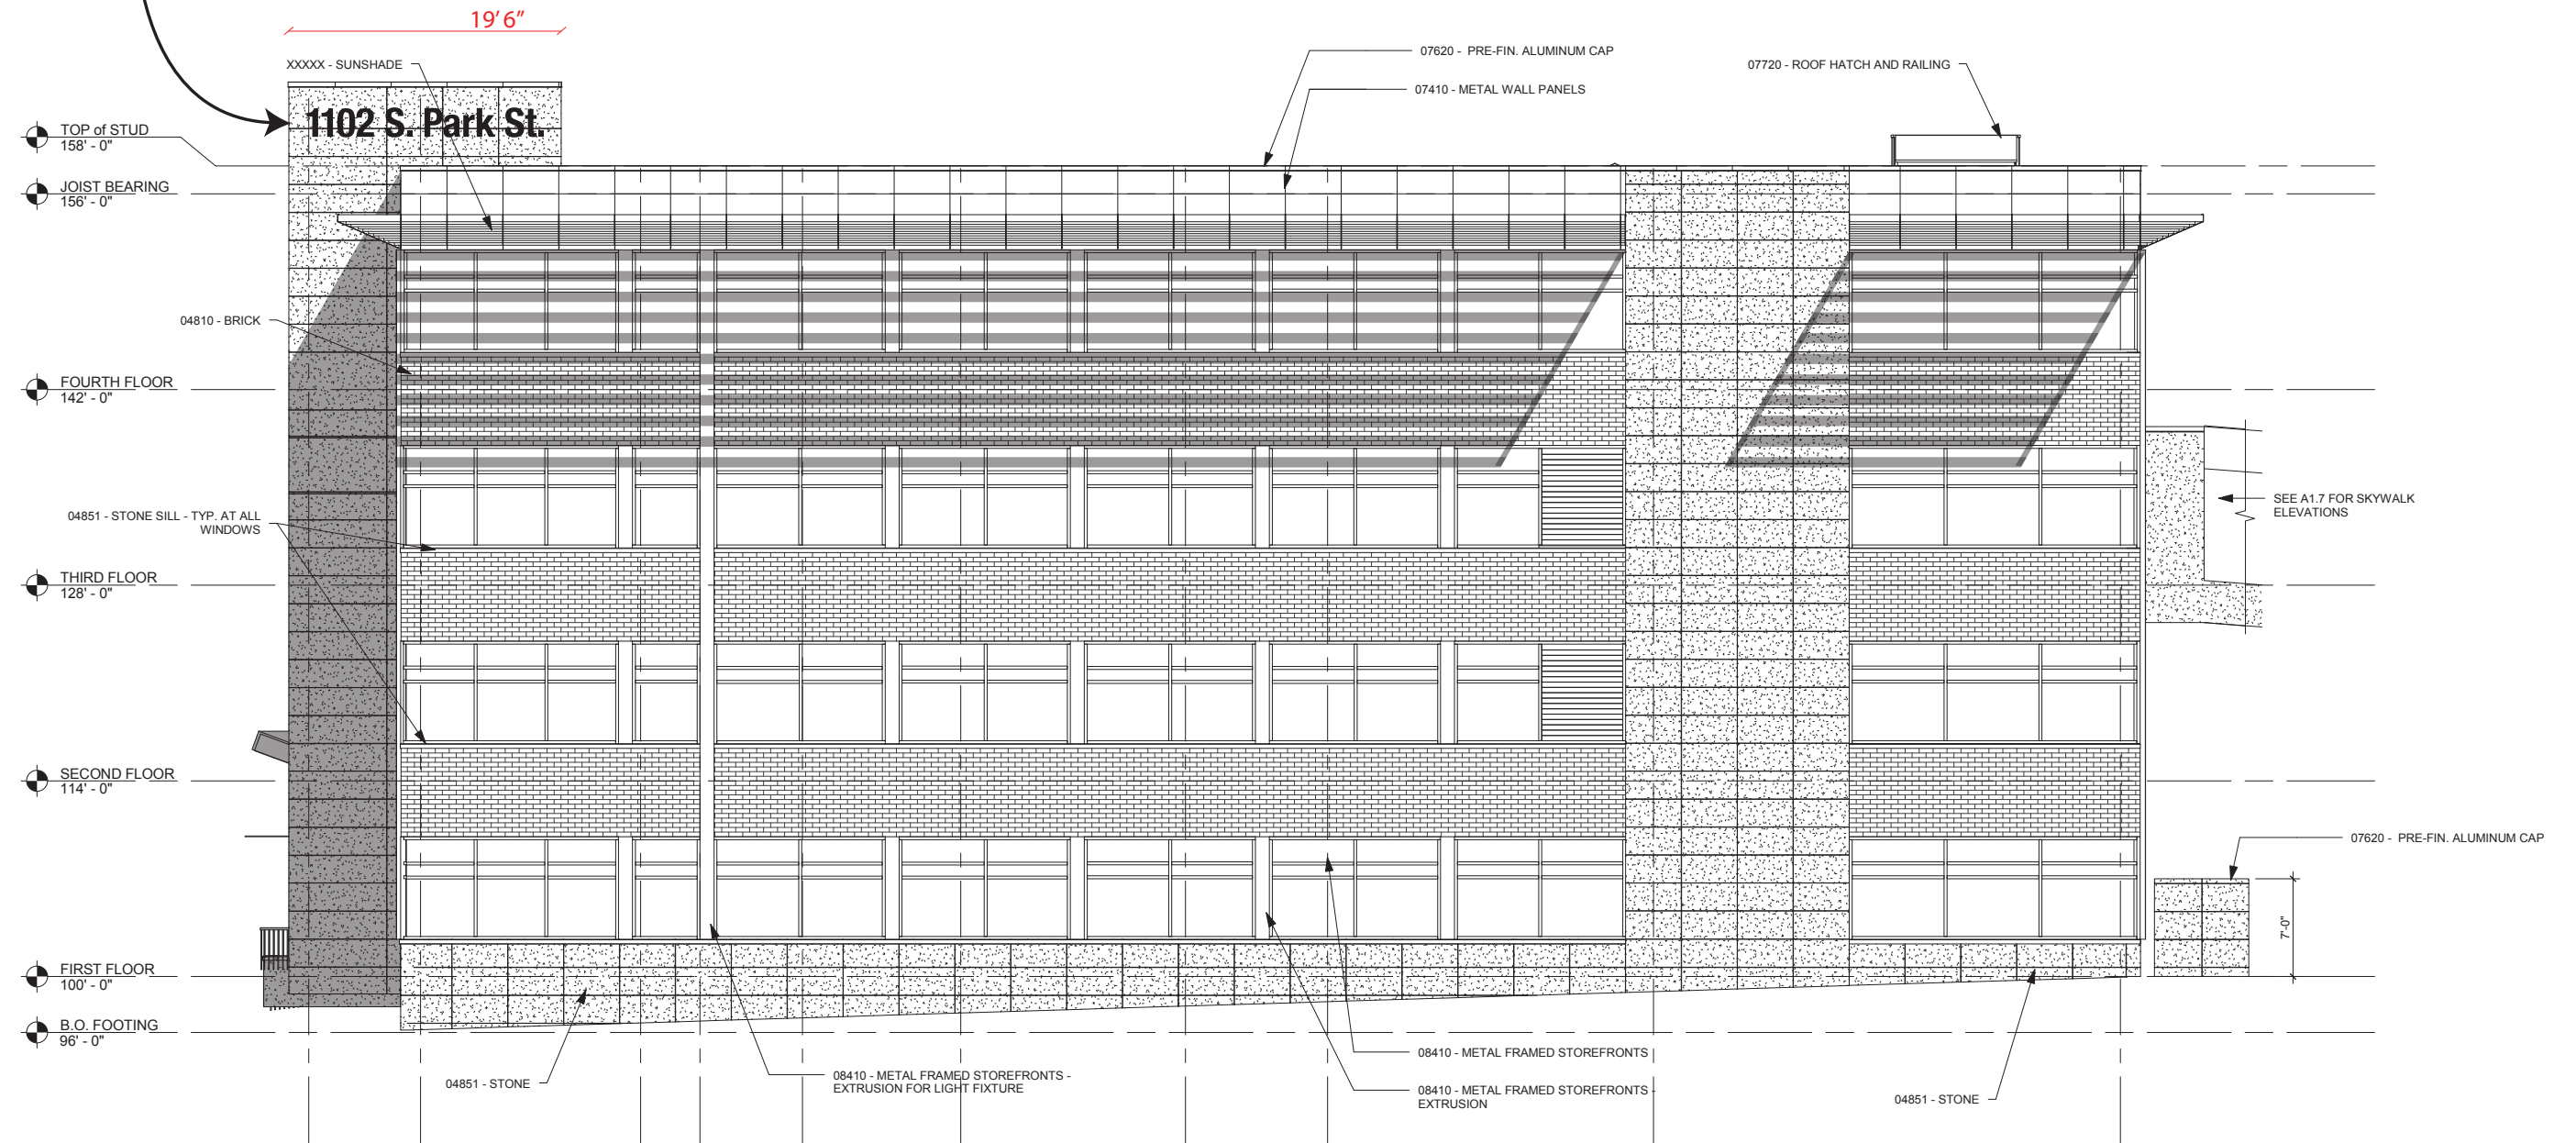 19' 6"
XXXXX - SUNSHADE
07620 - PRE-FIN. ALUMINUM CAP
07720 - ROOF HATCH AND RAILING
07410 - METAL WALL PANELS
1102 S. Park St.
TOP of STUD
158' - 0"
JOIST BEARING
156' - 0"
04810 - BRICK
FOURTH FLOOR
142' - 0"
SEE A1.7 FOR SKYWALK
ELEVATIONS
04851 - STONE SILL - TYP. AT ALL
WINDOWS
THIRD FLOOR
128' - 0"
SECOND FLOOR
114' - 0"
07620 - PRE-FIN. ALUMINUM CAP
7'-0"
FIRST FLOOR
100' - 0"
B.O. FOOTING
96' - 0"
04851 - STONE
08410 - METAL FRAMED STOREFRONTS -
EXTRUSION FOR LIGHT FIXTURE
08410 - METAL FRAMED STOREFRONTS
08410 - METAL FRAMED STOREFRONTS -
EXTRUSION
04851 - STONE